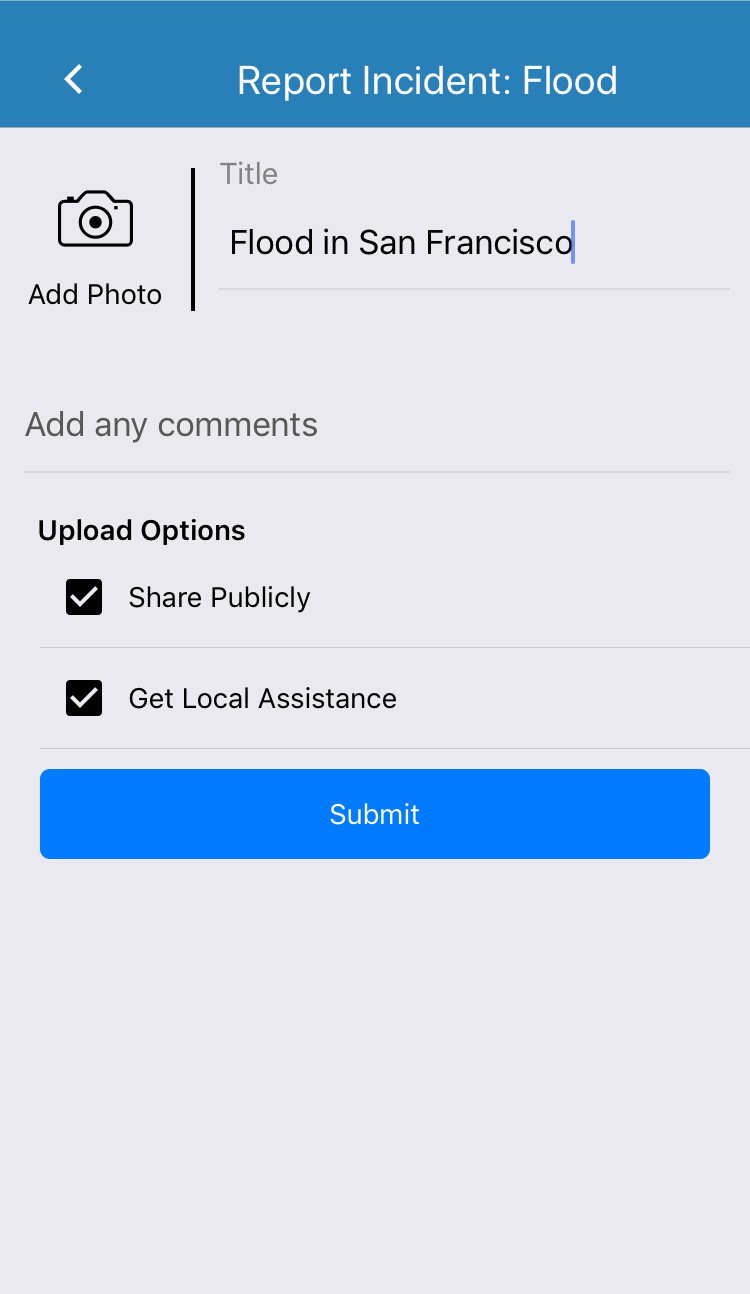 Report Incident: Flood
Title
Flood in San Francisco
Add Photo
Add any comments
Upload Options
Share Publicly
Get Local Assistance
Submit